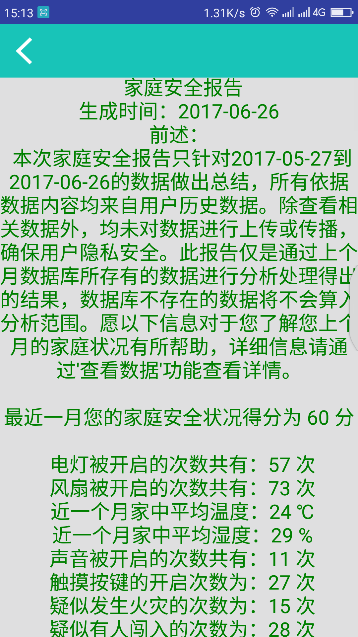 15:13
1.31K/s
4G
家庭安全报告
生成时间：2017-06-26
前述：
本次家庭安全报告只针对2017-05-27到
2017-06-26的数据做出总结，所有依据
数据内容均来自用户历史数据。除查看相
关数据外，均未对数据进行上传或传播，
确保用户隐私安全。此报告仅是通过上个
月数据库所存有的数据进行分析处理得出
的结果，数据库不存在的数据将不会算入
分析范围。愿以下信息对于您了解您上个
月的家庭状况有所帮助，详细信息请通
过'查看数据'功能查看详情。
最近一月您的家庭安全状况得分为 60 分
电灯被开启的次数共有：57 次
风扇被开启的次数共有：73 次
近一个月家中平均温度：24 ℃
近一个月家中平均湿度：29 %
声音被开启的次数共有：11 次
触摸按键的开启次数为：27 次
疑似发生火灾的次数为：15 次
疑似有人闯入的次数为：28 次